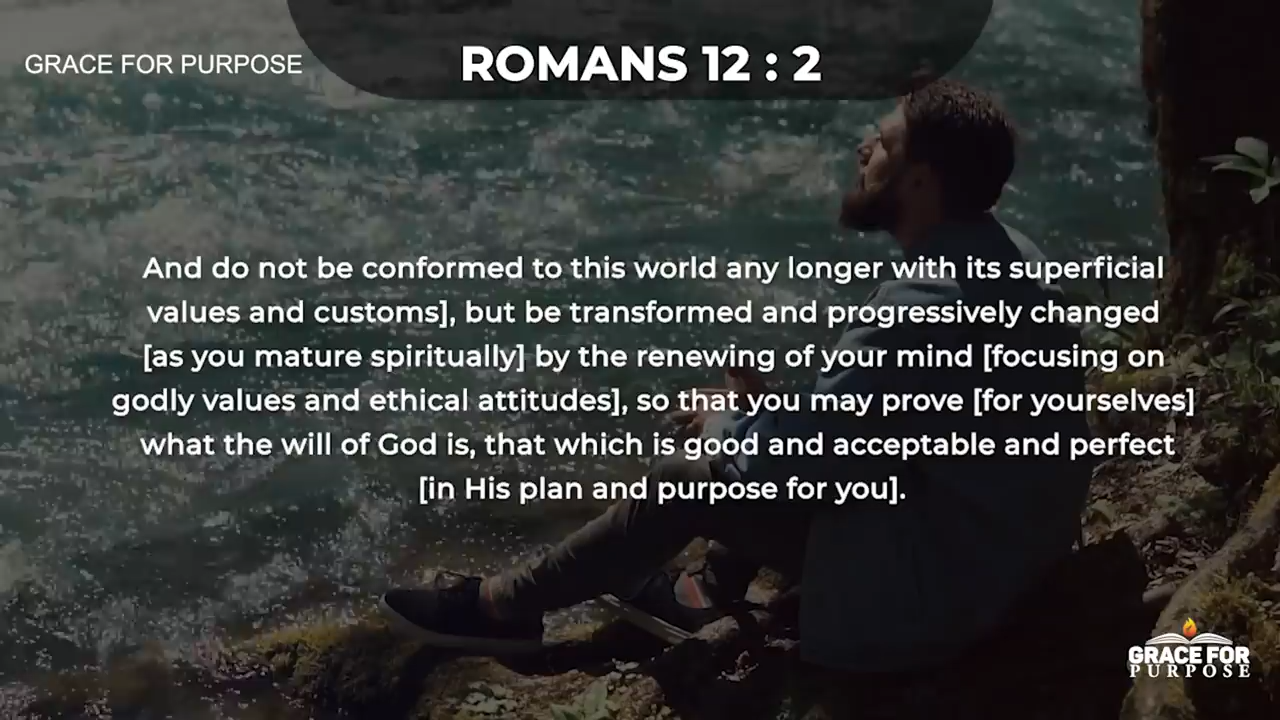 GRACE FOR PURPOSE
ROMANS 12 : 2
And do not be conformed to this world any longer with its superficial
values and customs], but be transformed and progressively changed
[as you mature spiritually] by the renewing of your mind [focusing on
godly values and ethical attitudes], so that you may prove [for yourselves]
what the will of God is, that which is good and acceptable and perfect
[in His plan and purpose for you].
GRACE FOR
PURPOSE